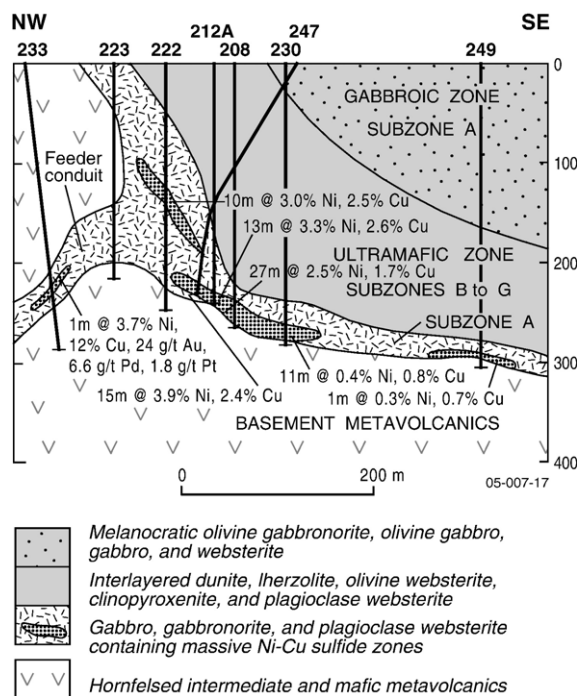 NW
SE
212A
247
233
223
222
208
230
249
0
GABBROIC ZONE
SUBZONE A
100
Feeder
conduit
10m @ 3.0% Ni, 2.5% Cu
13m @ 3.3% Ni, 2.6% Cu
ULTRAMAFIC ZONE
27m @ 2.5% Ni, 1.7% Cu
SUBZONES B to G
200
SUBZONE A
1m @ 3.7% Ni,
12% Cu, 24 g/t Au,
6.6 g/t Pd, 1.8 g/t Pt
300
11m @ 0.4% Ni, 0.8% Cu
1m @ 0.3% Ni, 0.7% Cu
15m @ 3.9% Ni, 2.4% Cu
BASEMENT METAVOLCANICS
400
0
200 m
05-007-17
Melanocratic olivine gabbronorite, olivine gabbro,
gabbro, and websterite
Interlayered dunite, lherzolite, olivine websterite,
clinopyroxenite, and plagioclase websterite
Gabbro, gabbronorite, and plagioclase websterite
containing massive Ni-Cu sulfide zones
Hornfelsed intermediate and mafic metavolcanics